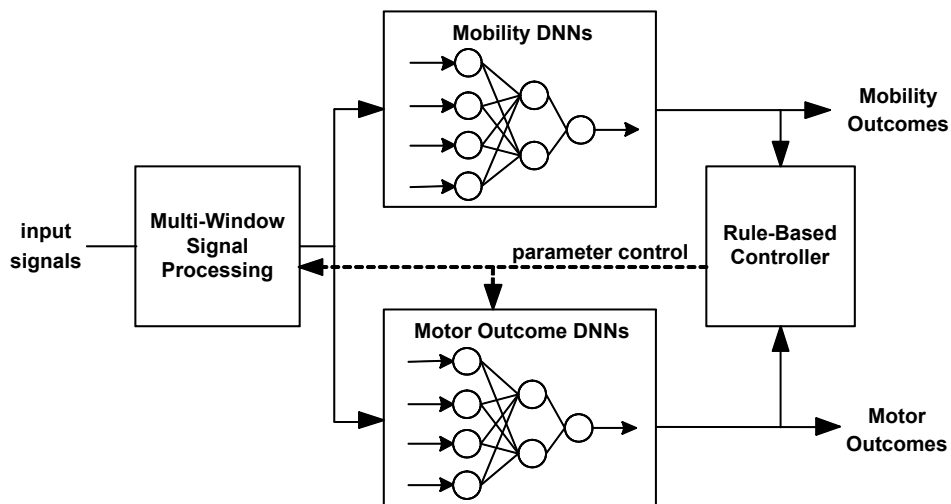 Mobility DNNs
Mobility
Outcomes
input
signals
Multi-Window
Signal
Processing
Rule-Based
Controller
parameter control
Motor Outcome DNNs
Motor
Outcomes